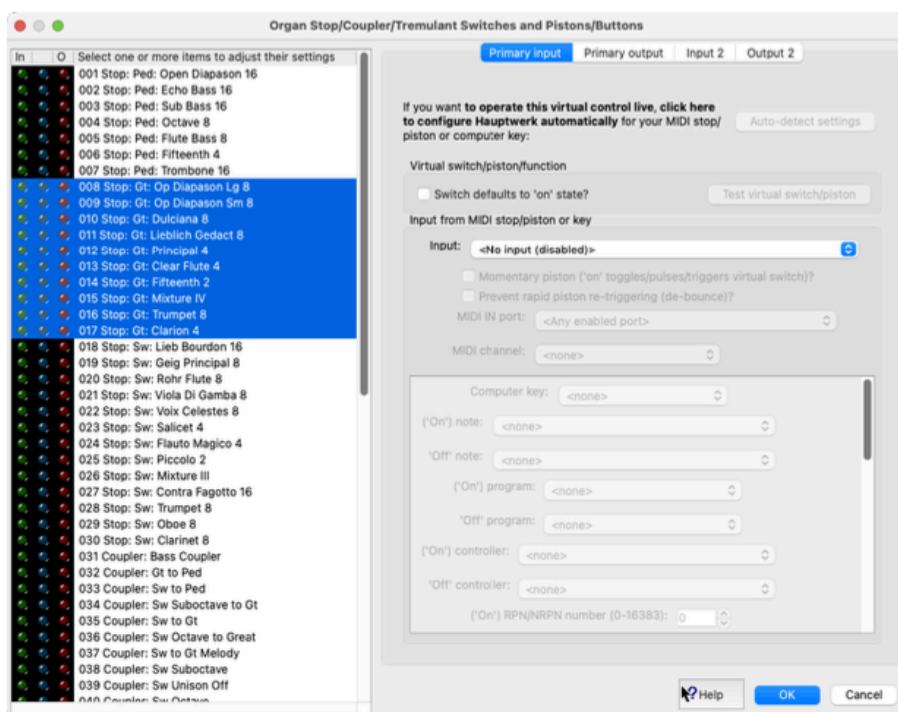 Organ Stop/Coupler/Tremulant Switches and Pistons/Buttons
In O Select one or more items to adjust their settings
001 Stop: Ped: Open Diapason 16
002 Stop: Ped: Echo Bass 16
003 Stop: Ped: Sub Bass 16
004 Stop: Ped: Octave 8
005 Stop: Ped: Flute Bass 8
006 Stop: Ped: Fifteenth 4
007 Stop: Ped: Trombone 16
008 Stop: Gt: Op Diapason Lg 8
009 Stop: Gt: Op Diapason Sm 8
010 Stop: Gt: Dulciana 8
011 Stop: Gt: Lieblich Gedact 8
012 Stop: Gt: Principal 4
013 Stop: Gt: Clear Flute 4
014 Stop: Gt: Fifteenth 2
015 Stop: Gt: Mixture IV
016 Stop: Gt: Trumpet 8
017 Stop: Gt: Clarion 4
018 Stop: Sw: Lieb Bourdon 16
019 Stop: Sw: Geig Principal 8
020 Stop: Sw: Rohr Flute 8
021 Stop: Sw: Viola Di Gamba 8
022 Stop: Sw: Voix Celestes 8
023 Stop: Sw: Salicet 4
024 Stop: Sw: Flauto Magico 4
025 Stop: Sw: Piccolo 2
026 Stop: Sw: Mixture III
027 Stop: Sw: Contra Fagotto 16
028 Stop: Sw: Trumpet 8
029 Stop: Sw: Oboe 8
030 Stop: Sw: Clarinet 8
031 Coupler: Bass Coupler
032 Coupler: Gt to Ped
033 Coupler: Sw to Ped
034 Coupler: Sw Suboctave to Gt
035 Coupler: Sw to Gt
036 Coupler: Sw Octave to Great
037 Coupler: Sw to Gt Melody
038 Coupler: Sw Suboctave
039 Coupler: Sw Unison Off
040 Coupler: Sw Octave
Primary input Primary output Input 2 Output 2
If you want to operate this virtual control live, click here
to configure Hauptwerk automatically for your MIDI stop/
piston or computer key:
Auto-detect settings
Virtual switch/piston/function
Switch defaults to 'on' state?
Test virtual switch/piston
Input from MIDI stop/piston or key
Input: <No input (disabled)>
Momentary piston ('on' toggles/pulses/triggers virtual switch)?
Prevent rapid piston re-triggering (de-bounce)?
MIDI IN port: <Any enabled port>
MIDI channel: <none>
Computer key: <none>
('On') note: <none>
'Off' note: <none>
('On') program: <none>
'Off' program: <none>
('On') controller: <none>
'Off' controller: <none>
('On') RPN/NRPN number (0-16383): 0
?Help
OK
Cancel